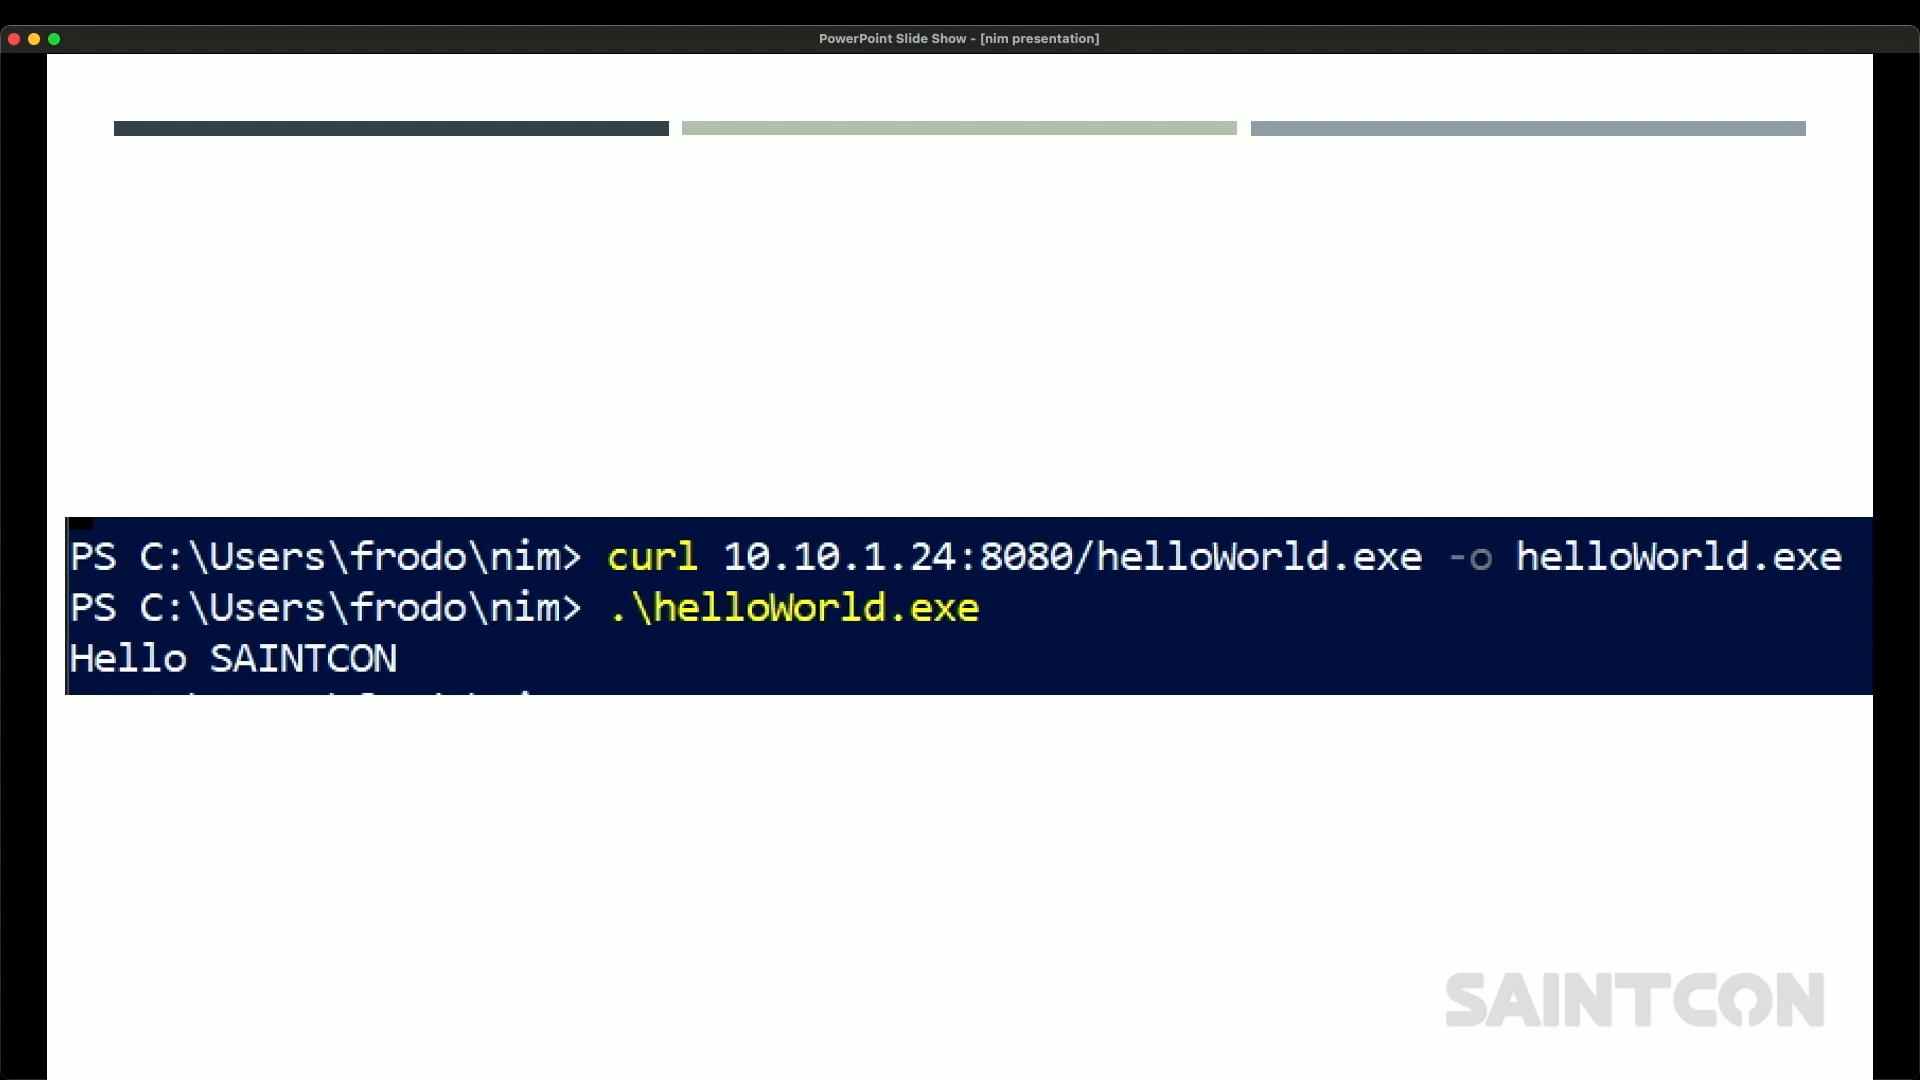 PowerPoint Slide Show - [nim presentation]
PS C:\Users\frodo\nim> curl 10.10.1.24:8080/helloWorld.exe -o helloWorld.exe
PS C:\Users\frodo\nim> .\helloWorld.exe
Hello SAINTCON
SAINTCON